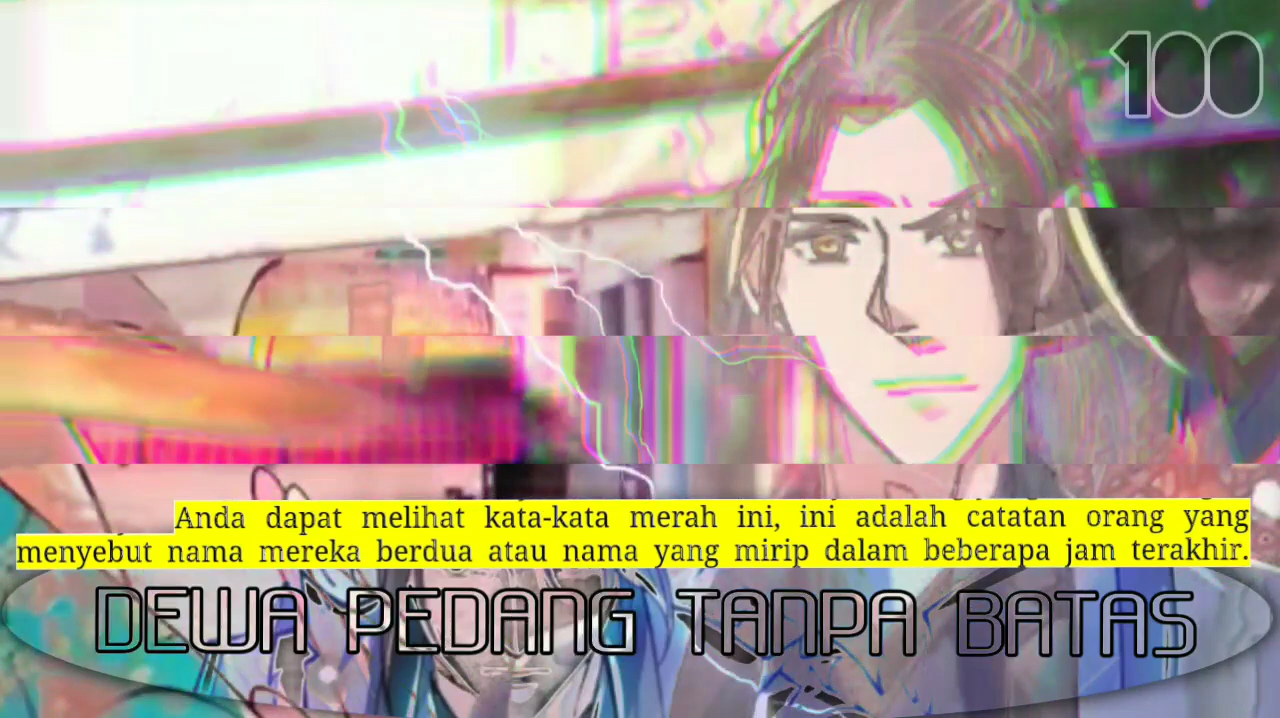 100
Anda dapat melihat kata-kata merah ini, ini adalah catatan orang yang
menyebut nama mereka berdua atau nama yang mirip dalam beberapa jam terakhir.
DEWA PEDANG TANPA BATAS